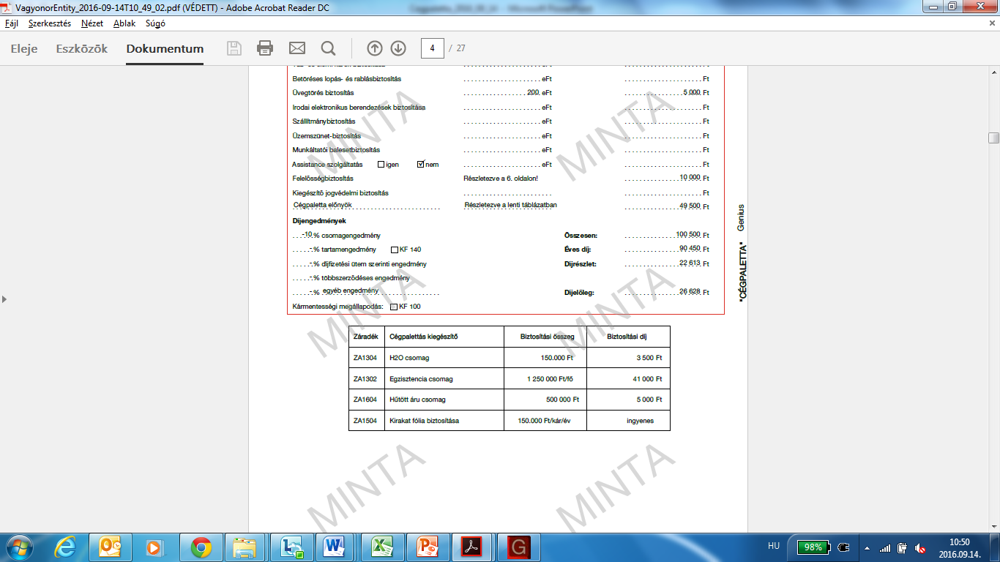 VagyonorEntity_2016-09-14T10_49_02.pdf (VÉDETT) - Adobe Acrobat Reader DC
Fájl Szerkesztés Nézet Ablak Súgó
Eleje Eszközök Dokumentum 4 / 27
Betöréses lopás- és rablásbiztosítás .................... eFt .................... Ft
Üvegtörés biztosítás 200 eFt 5 000 Ft
Irodai elektronikus berendezések biztosítása .................... eFt .................... Ft
Szállítmánybiztosítás .................... eFt .................... Ft
Üzemszünet-biztosítás .................... eFt .................... Ft
Munkáltatói balesetbiztosítás .................... eFt .................... Ft
Assistance szolgáltatás igen nem .................... eFt .................... Ft
Felelősségbiztosítás Részletezve a 6. oldalon! 10 000 Ft
Kiegészítő jogvédelmi biztosítás .................... .................... Ft
Cégpaletta előnyök Részletezve a lenti táblázatban 49 500 Ft
Díjengedmények
-10 % csomagengedmény Összesen: 100 500 Ft
- % tartamengedmény KF 140 Éves díj: 90 450 Ft
- % díjfizetési ütem szerinti engedmény Díjrészlet: 22 613 Ft
- % többszerződéses engedmény
- % egyéb engedmény Díjelőleg: 26 628 Ft
Kármentességi megállapodás: KF 100
"CÉGPALETTA" Genius
Záradék Cégpalettás kiegészítő Biztosítási összeg Biztosítási díj
ZA1304 H2O csomag 150.000 Ft 3 500 Ft
ZA1302 Egzisztencia csomag 1 250 000 Ft/fő 41 000 Ft
ZA1604 Hűtött áru csomag 500 000 Ft 5 000 Ft
ZA1504 Kirakat fólia biztosítása 150.000 Ft/kár/év ingyenes
MINTA MINTA
MINTA MINTA
MINTA MINTA
HU 98% 10:50
2016.09.14.